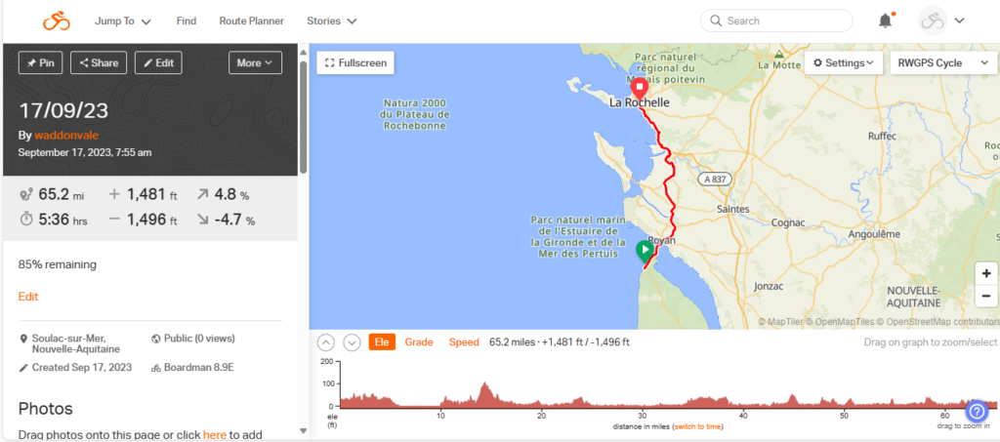 Jump To
Find
Route Planner
Stories
Search
Pin
Share
Edit
More
17/09/23
By waddonvale
September 17, 2023, 7:55 am
65.2 mi
+ 1,481 ft
4.8 %
5:36 hrs
− 1,496 ft
-4.7 %
85% remaining
Edit
Soulac-sur-Mer,
Nouvelle-Aquitaine
Public (0 views)
Created Sep 17, 2023
Boardman 8.9E
Photos
Drag photos onto this page or click here to add
Fullscreen
Settings
RWGPS Cycle
Parc naturel
régional du
Marais poitevin
La Motte
La Rochelle
Natura 2000
du Plateau de
Rochebonne
Ruffec
A 837
Saintes
Cognac
Angoulême
Parc naturel marin
de l'Estuaire de
la Gironde et de la
Mer des Pertuis
Royan
Jonzac
NOUVELLE-
AQUITAINE
+
−
© MapTiler © OpenMapTiles © OpenStreetMap contributors
Ele
Grade
Speed
65.2 miles · +1,481 ft / -1,496 ft
Drag on graph to zoom/select
200
100
0
ele
(ft)
10
20
30
40
50
60
distance in miles (switch to time)
drag to zoom in
?